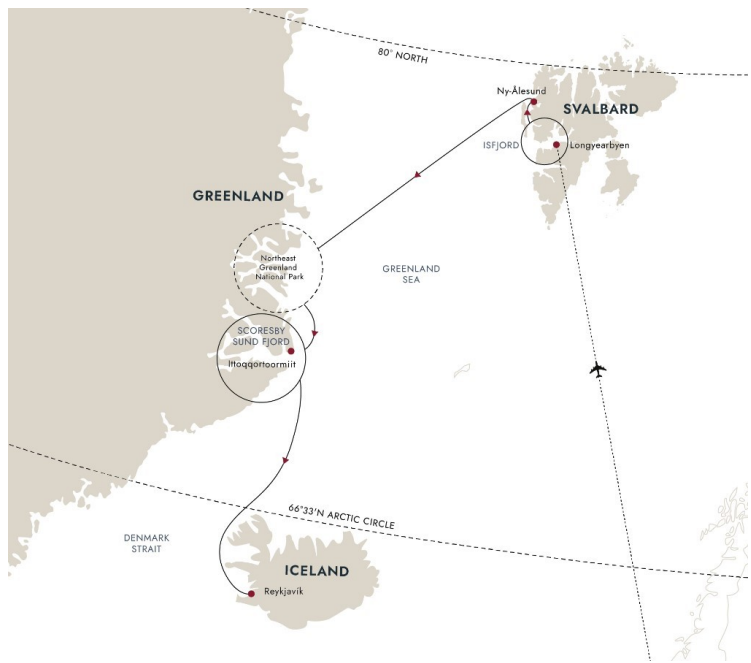 80° NORTH
Ny-Ålesund
SVALBARD
ISFJORD
Longyearbyen
GREENLAND
Northeast
Greenland
National Park
GREENLAND
SEA
SCORESBY
SUND FJORD
Ittoqqortoormiit
66°33'N ARCTIC CIRCLE
DENMARK
STRAIT
ICELAND
Reykjavík